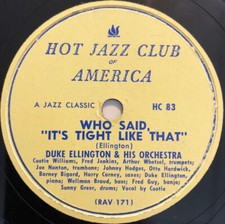 HOT JAZZ CLUB
of
AMERICA
A JAZZ CLASSIC
HC 83
WHO SAID,
"IT'S TIGHT LIKE THAT"
(Ellington)
DUKE ELLINGTON & HIS ORCHESTRA
Cootie Williams, Fred Jenkins, Arthur Whetsol, trumpets;
Joe Nanton, trombone; Johnny Hodges, Otto Hardwick,
Barney Bigard, Harry Carney, saxes; Duke Ellington,
piano; Wellman Braud, bass; Fred Guy, banjo;
Sonny Greer, drums; Vocal by Cootie
(RAV 171)